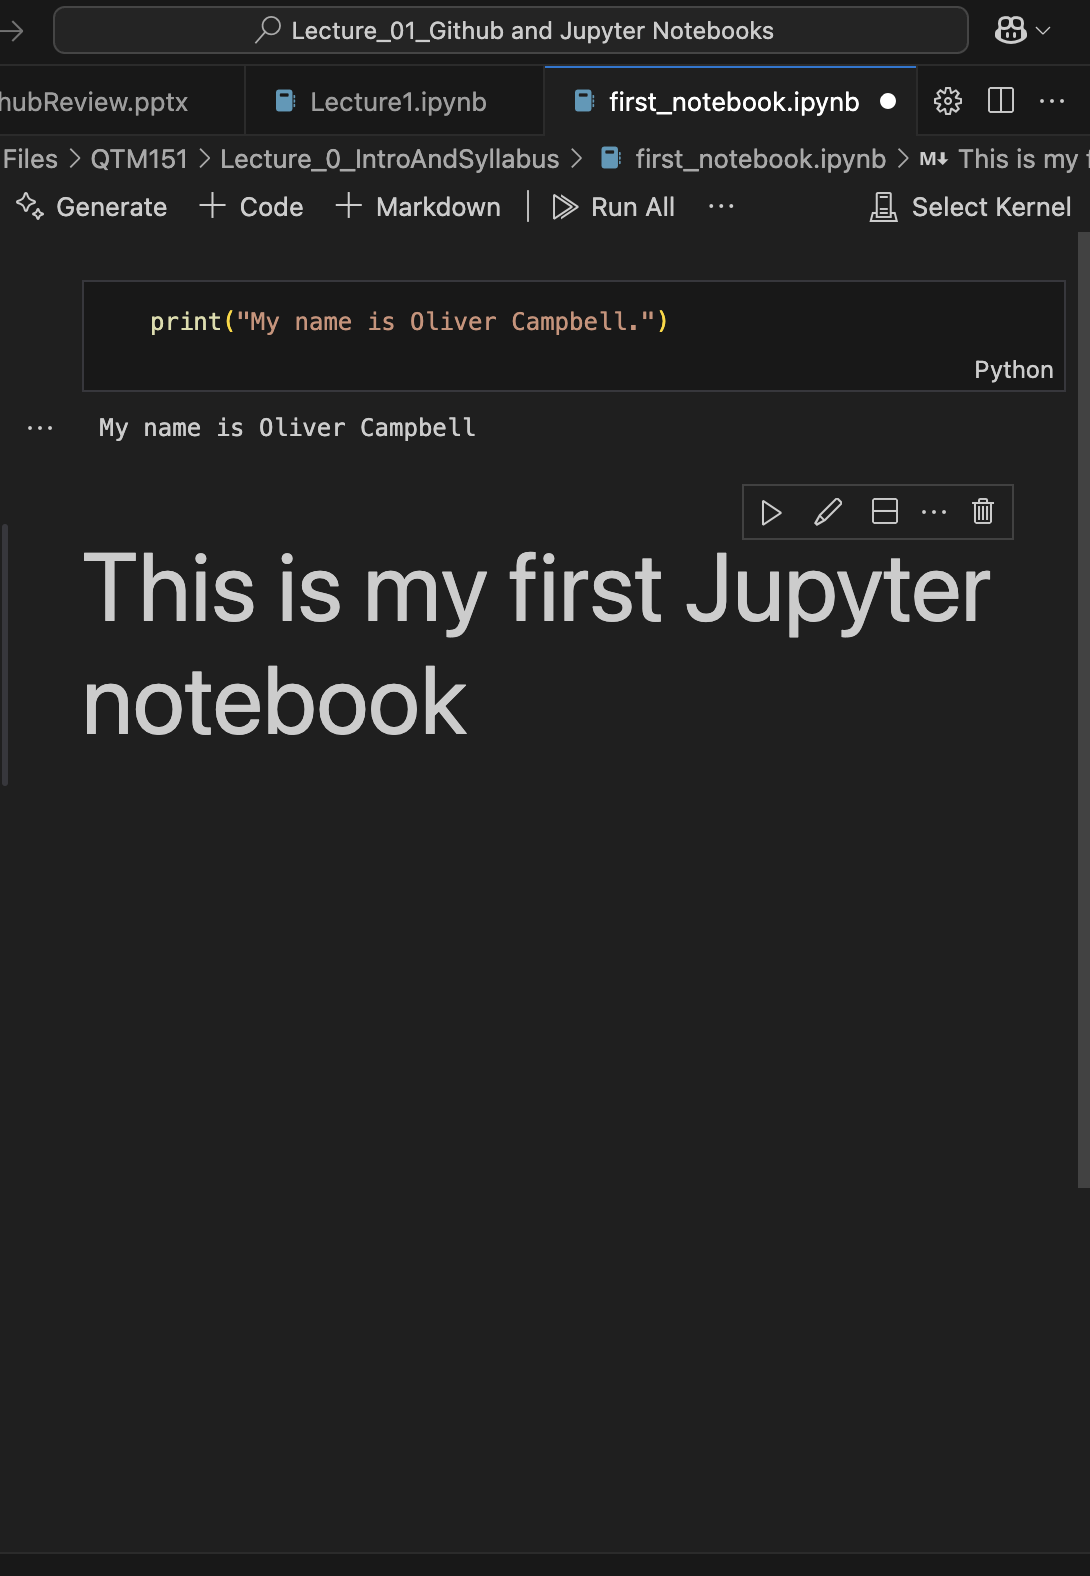 Lecture_01_Github and Jupyter Notebooks
hubReview.pptx Lecture1.ipynb first_notebook.ipynb
Files > QTM151 > Lecture_0_IntroAndSyllabus > first_notebook.ipynb > M↓ This is my
Generate + Code + Markdown | Run All ... Select Kernel
print("My name is Oliver Campbell.")
Python
... My name is Oliver Campbell
This is my first Jupyter
notebook